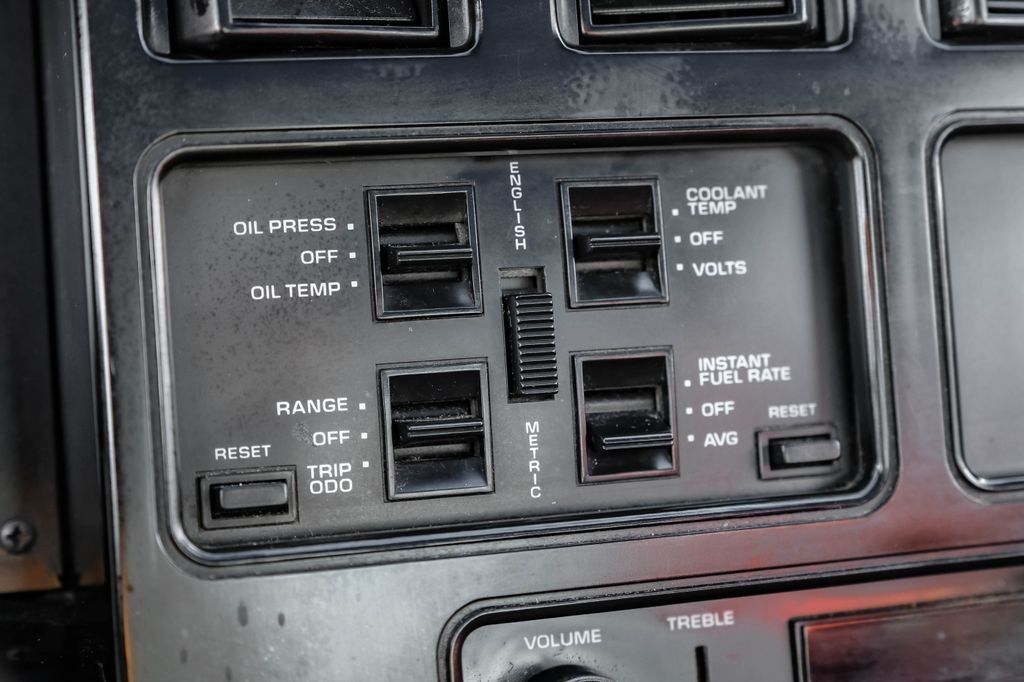 ENGLISH
OIL PRESS
OFF
OIL TEMP
COOLANT
TEMP
OFF
VOLTS
RANGE
OFF
TRIP
ODO
RESET
METRIC
INSTANT
FUEL RATE
OFF
AVG
RESET
VOLUME
TREBLE